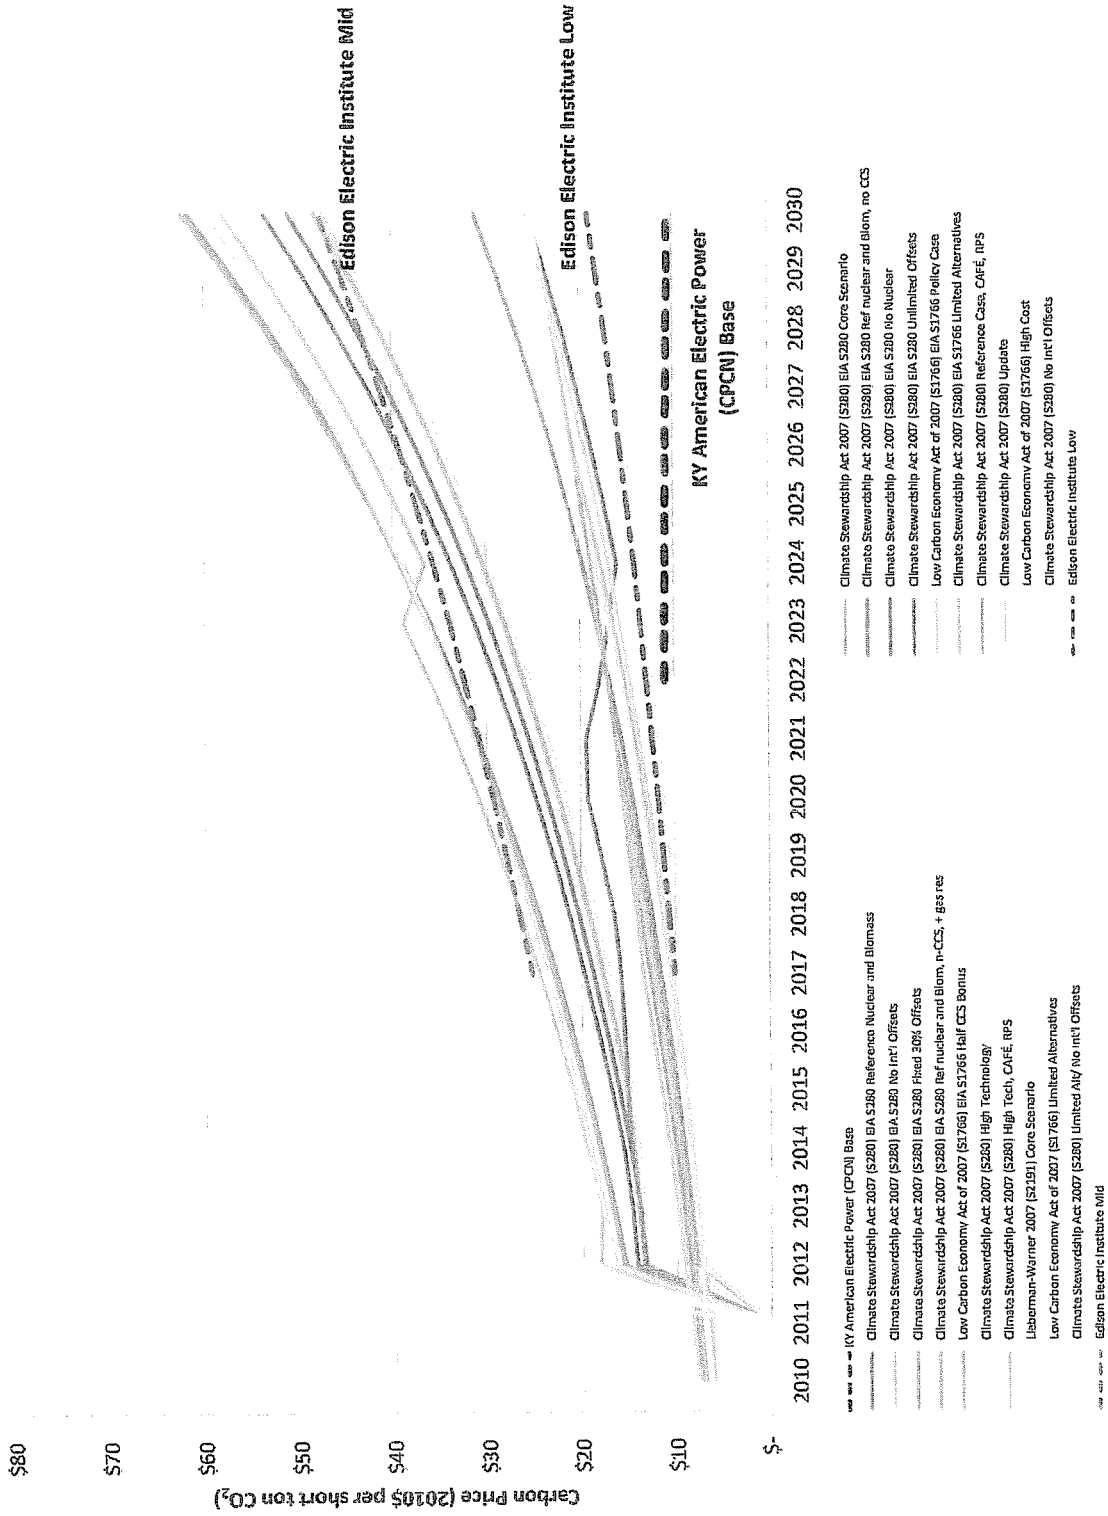 $80
$70
$60
$50
$40
$30
$20
$10
$-
Carbon Price (2010$ per short ton CO₂)
Edison Electric Institute Mid
Edison Electric Institute Low
KY American Electric Power
(CPCN) Base
2010 2011 2012 2013 2014 2015 2016 2017 2018 2019 2020 2021 2022 2023 2024 2025 2026 2027 2028 2029 2030
KY American Electric Power (CPCN) Base
Climate Stewardship Act 2007 (S280) EIA S280 Reference Nuclear and Biomass
Climate Stewardship Act 2007 (S280) EIA S280 No Int'l Offsets
Climate Stewardship Act 2007 (S280) EIA S280 Fixed 30% Offsets
Climate Stewardship Act 2007 (S280) EIA S280 Ref nuclear and Biom, n-CCS, + gas res
Low Carbon Economy Act of 2007 (S1766) EIA S1766 Half CCS Bonus
Climate Stewardship Act 2007 (S280) High Technology
Climate Stewardship Act 2007 (S280) High Tech, CAFÉ, RPS
Lieberman-Warner 2007 (S2191) Core Scenario
Low Carbon Economy Act of 2007 (S1766) Limited Alternatives
Climate Stewardship Act 2007 (S280) Limited Alt/ No Int'l Offsets
Edison Electric Institute Mid
Climate Stewardship Act 2007 (S280) EIA S280 Core Scenario
Climate Stewardship Act 2007 (S280) EIA S280 Ref nuclear and Biom, no CCS
Climate Stewardship Act 2007 (S280) EIA S280 No Nuclear
Climate Stewardship Act 2007 (S280) EIA S280 Unlimited Offsets
Low Carbon Economy Act of 2007 (S1766) EIA S1766 Policy Case
Climate Stewardship Act 2007 (S280) EIA S1766 Limited Alternatives
Climate Stewardship Act 2007 (S280) Reference Case, CAFÉ, RPS
Climate Stewardship Act 2007 (S280) Update
Low Carbon Economy Act of 2007 (S1766) High Cost
Climate Stewardship Act 2007 (S280) No Int'l Offsets
Edison Electric Institute Low